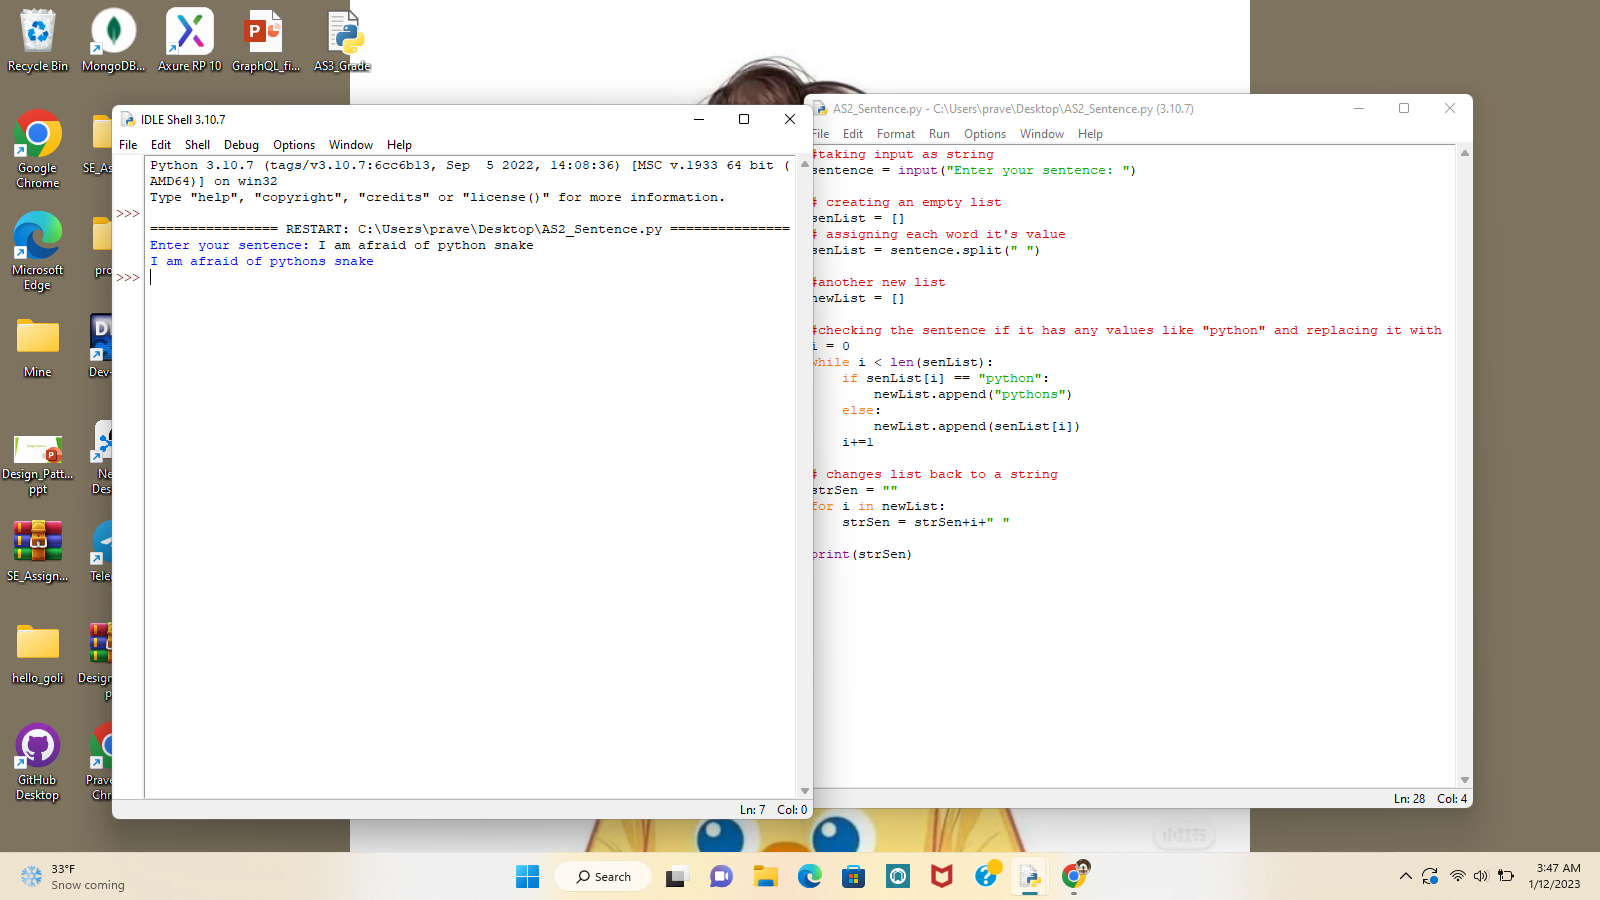 Recycle Bin
MongoDB...
Axure RP 10
GraphQL_fi...
AS3_Grade
Google
Chrome
SE_As
Microsoft
Edge
pro
Mine
Dev-
Design_Patt...
ppt
Ne
Des
SE_Assign...
Tele
hello_goli
Design
p
GitHub
Desktop
Prave
Chr
IDLE Shell 3.10.7
File Edit Shell Debug Options Window Help
Python 3.10.7 (tags/v3.10.7:6cc6b13, Sep  5 2022, 14:08:36) [MSC v.1933 64 bit (
AMD64)] on win32
Type "help", "copyright", "credits" or "license()" for more information.
>>>
================ RESTART: C:\Users\prave\Desktop\AS2_Sentence.py ===============
Enter your sentence: I am afraid of python snake
I am afraid of pythons snake
>>>
Ln: 7 Col: 0
AS2_Sentence.py - C:\Users\prave\Desktop\AS2_Sentence.py (3.10.7)
File Edit Format Run Options Window Help
#taking input as string
sentence = input("Enter your sentence: ")
# creating an empty list
senList = []
# assigning each word it's value
senList = sentence.split(" ")
#another new list
newList = []
#checking the sentence if it has any values like "python" and replacing it with
i = 0
while i < len(senList):
    if senList[i] == "python":
        newList.append("pythons")
    else:
        newList.append(senList[i])
    i+=1
# changes list back to a string
strSen = ""
for i in newList:
    strSen = strSen+i+" "
print(strSen)
Ln: 28 Col: 4
33°F
Snow coming
Search
3:47 AM
1/12/2023